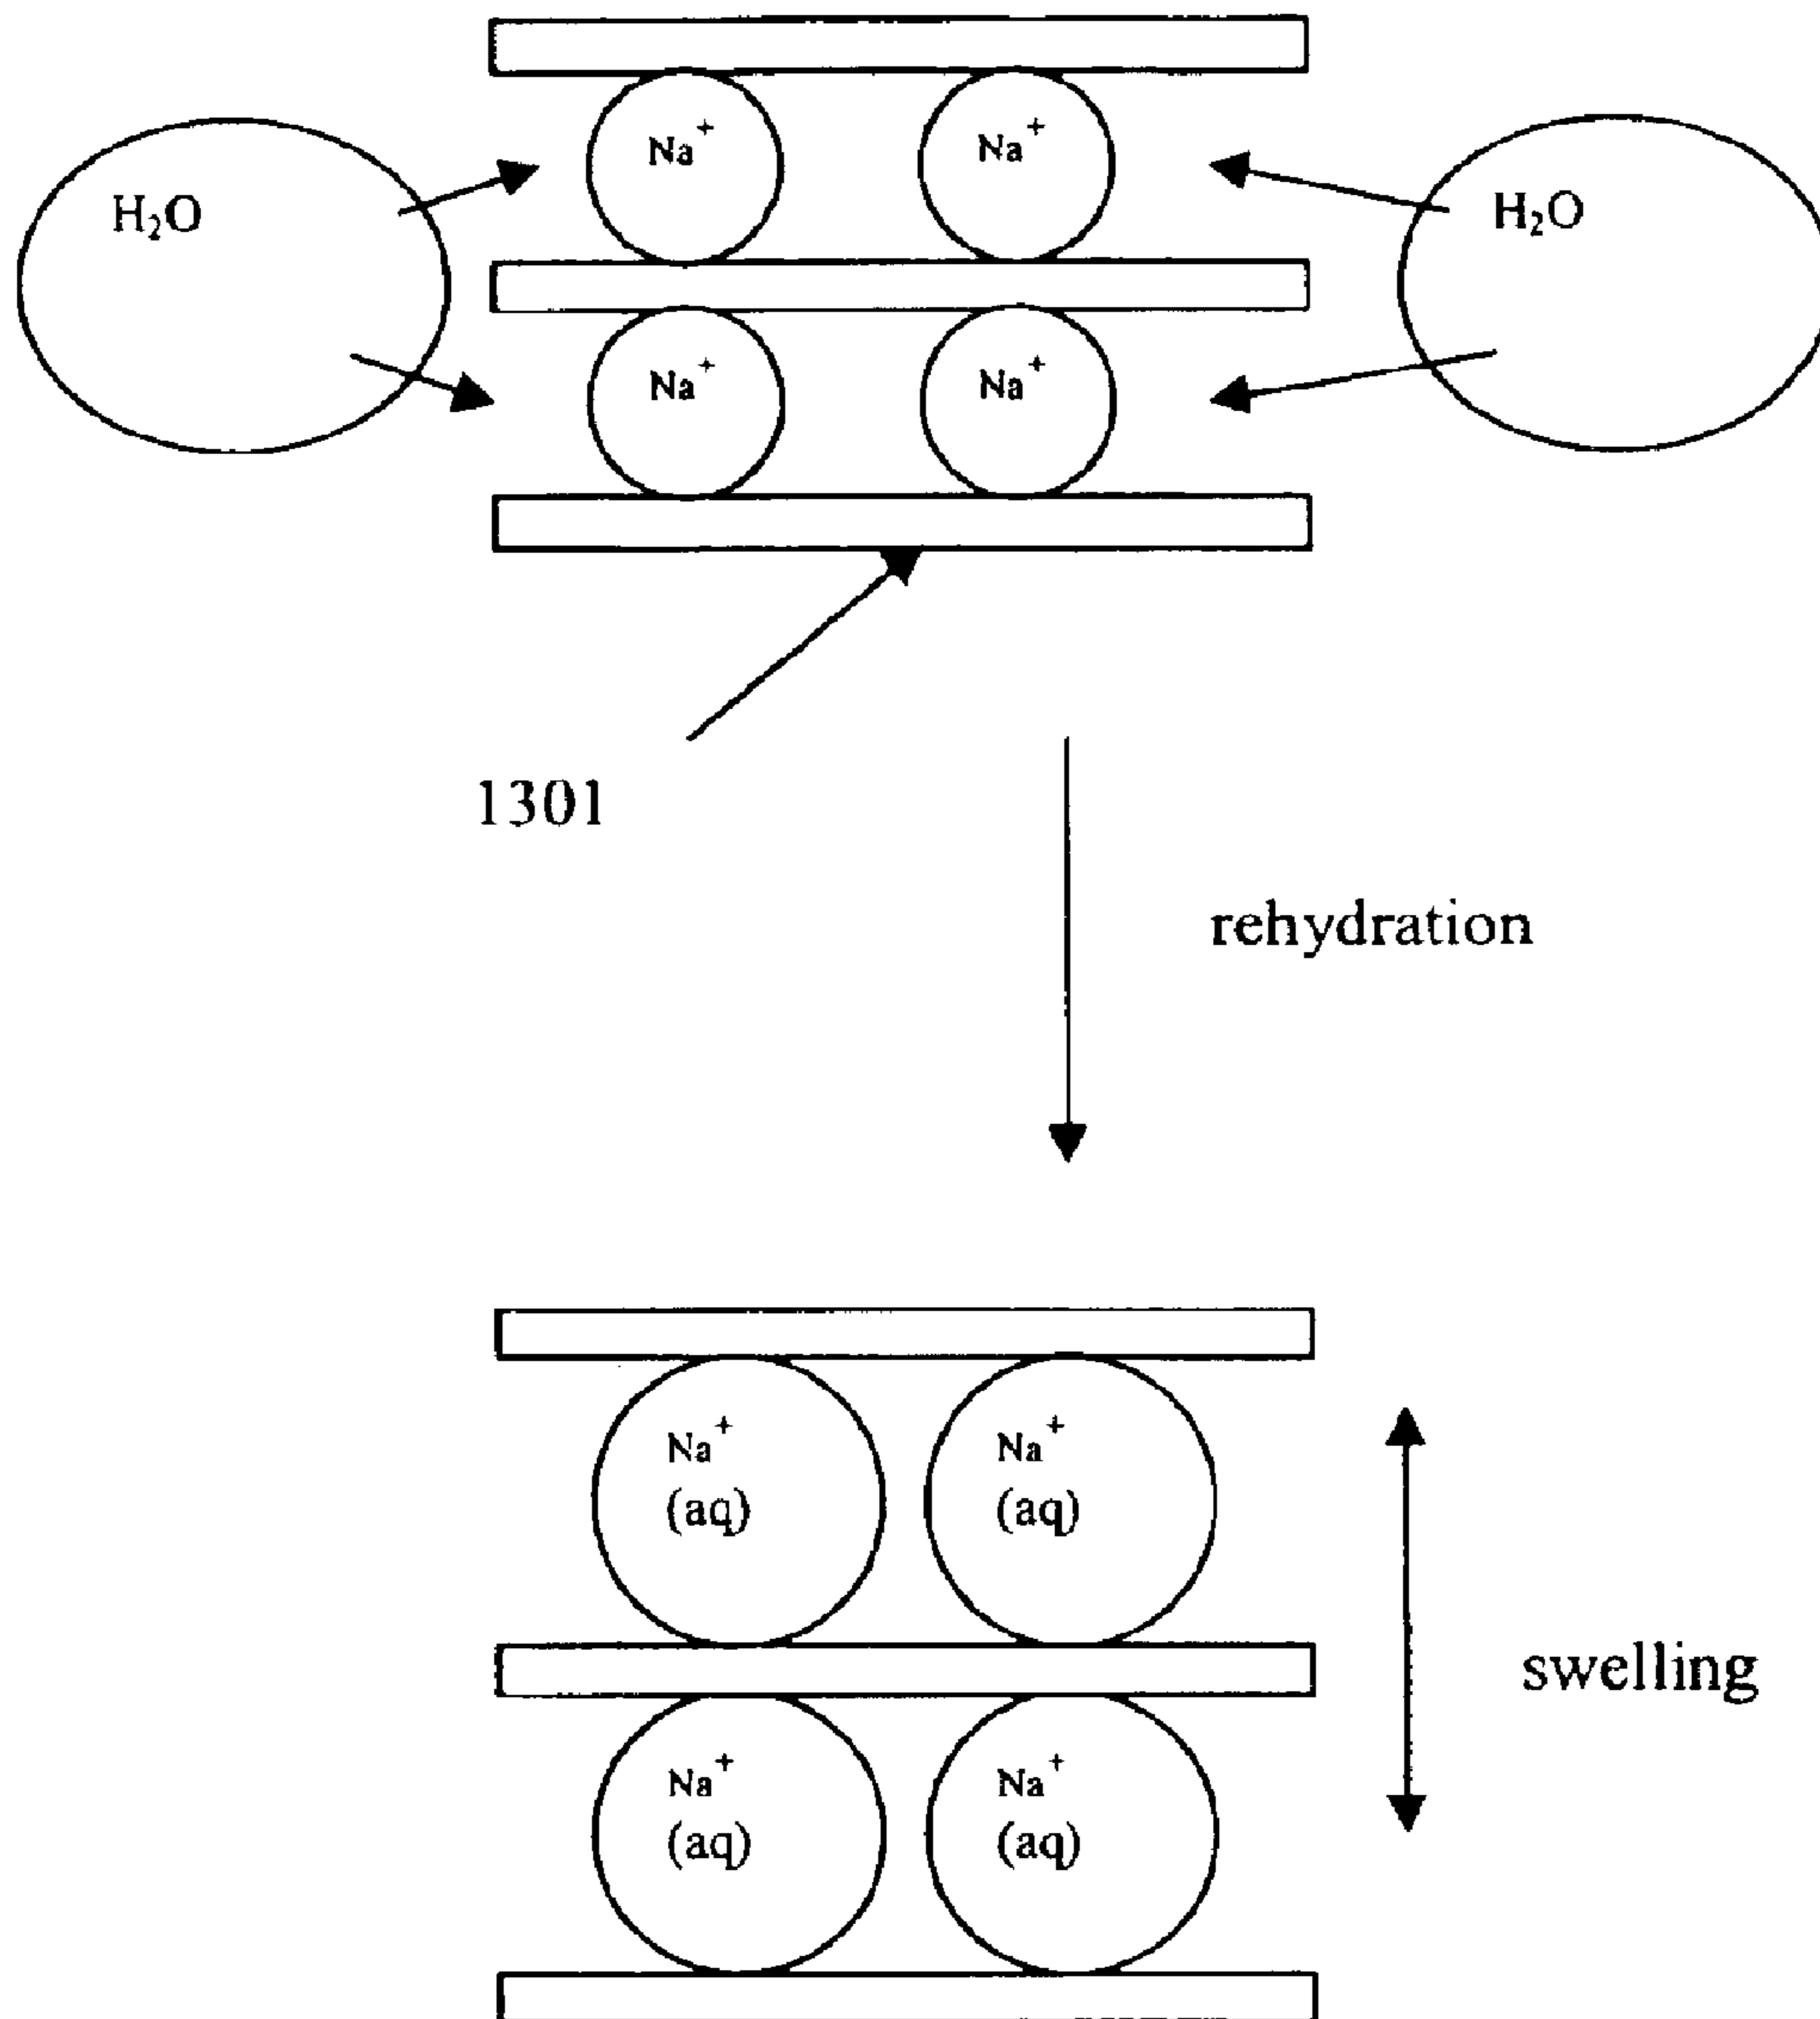 Na⁺ Na⁺
H₂O H₂O
Na⁺ Na⁺
1301
rehydration
Na⁺ Na⁺
(aq) (aq)
swelling
Na⁺ Na⁺
(aq) (aq)